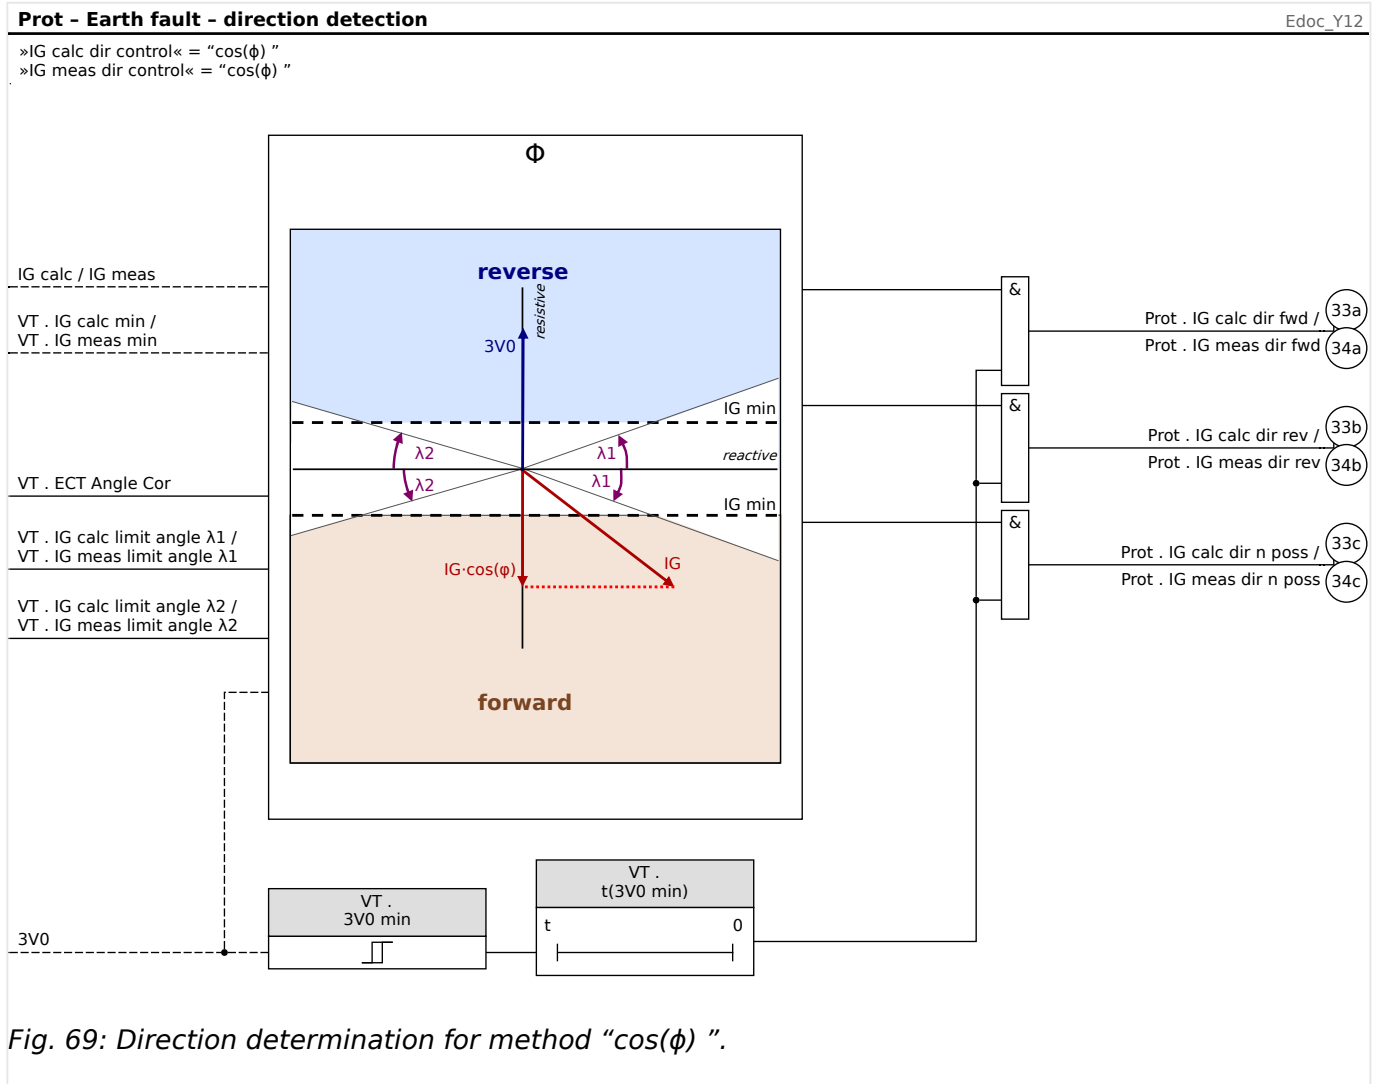 Prot – Earth fault – direction detection
Edoc_Y12
»IG calc dir control« = “cos(ϕ) ”
»IG meas dir control« = “cos(ϕ) ”
Φ
IG calc / IG meas
VT . IG calc min /
VT . IG meas min
VT . ECT Angle Cor
VT . IG calc limit angle λ1 /
VT . IG meas limit angle λ1
VT . IG calc limit angle λ2 /
VT . IG meas limit angle λ2
3V0
reverse
resistive
3V0
IG min
λ2
λ1
reactive
λ2
λ1
IG min
IG·cos(φ)
IG
forward
VT .
3V0 min
VT .
t(3V0 min)
t
0
&
Prot . IG calc dir fwd /
33a
Prot . IG meas dir fwd
34a
&
Prot . IG calc dir rev /
33b
Prot . IG meas dir rev
34b
&
Prot . IG calc dir n poss /
33c
Prot . IG meas dir n poss
34c
Fig. 69: Direction determination for method “cos(ϕ) ”.